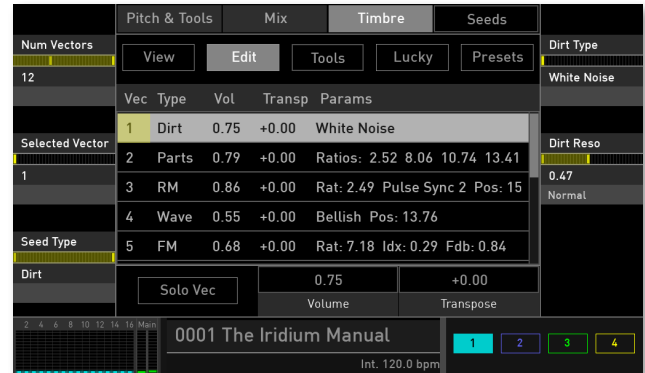 Pitch & Tools Mix Timbre Seeds
Num Vectors
12
Selected Vector
1
Seed Type
Dirt
View Edit Tools Lucky Presets
Vec Type Vol Transp Params
1 Dirt 0.75 +0.00 White Noise
2 Parts 0.79 +0.00 Ratios: 2.52 8.06 10.74 13.41
3 RM 0.86 +0.00 Rat: 2.49 Pulse Sync 2 Pos: 15
4 Wave 0.55 +0.00 Bellish Pos: 13.76
5 FM 0.68 +0.00 Rat: 7.18 Idx: 0.29 Fdb: 0.84
Solo Vec
0.75 +0.00
Volume Transpose
Dirt Type
White Noise
Dirt Reso
0.47
Normal
2 4 6 8 10 12 14 16 Main
0001 The Iridium Manual
Int. 120.0 bpm
1 2 3 4